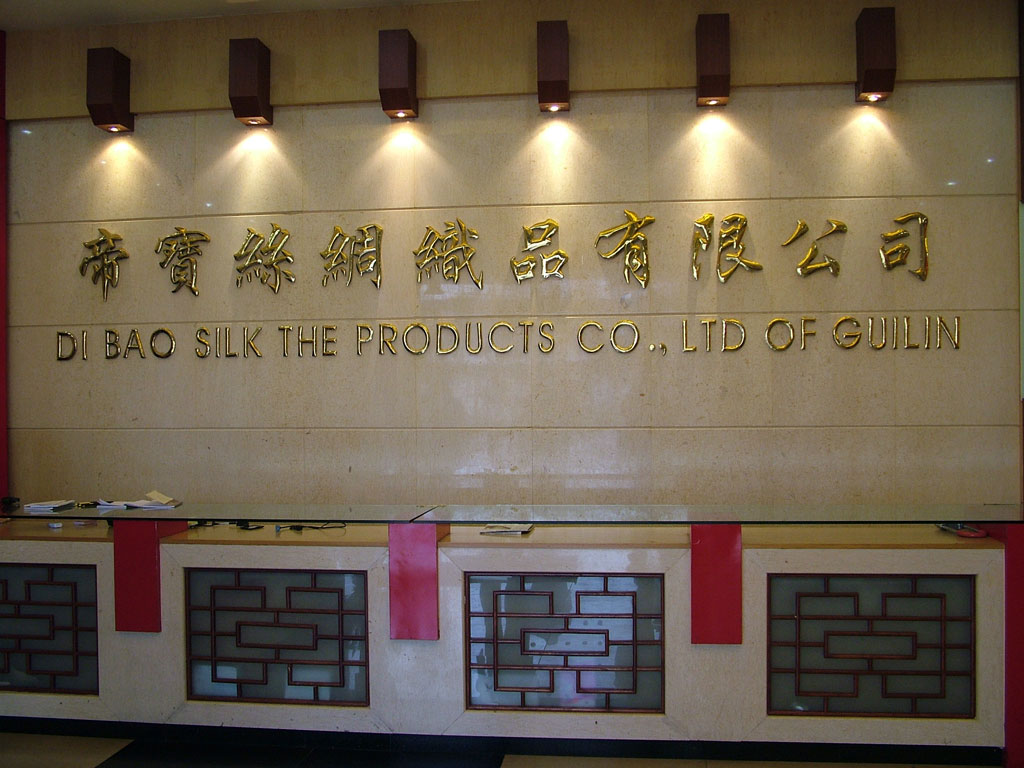 帝寶絲綢織品有限公司
DI BAO SILK THE PRODUCTS CO., LTD OF GUILIN